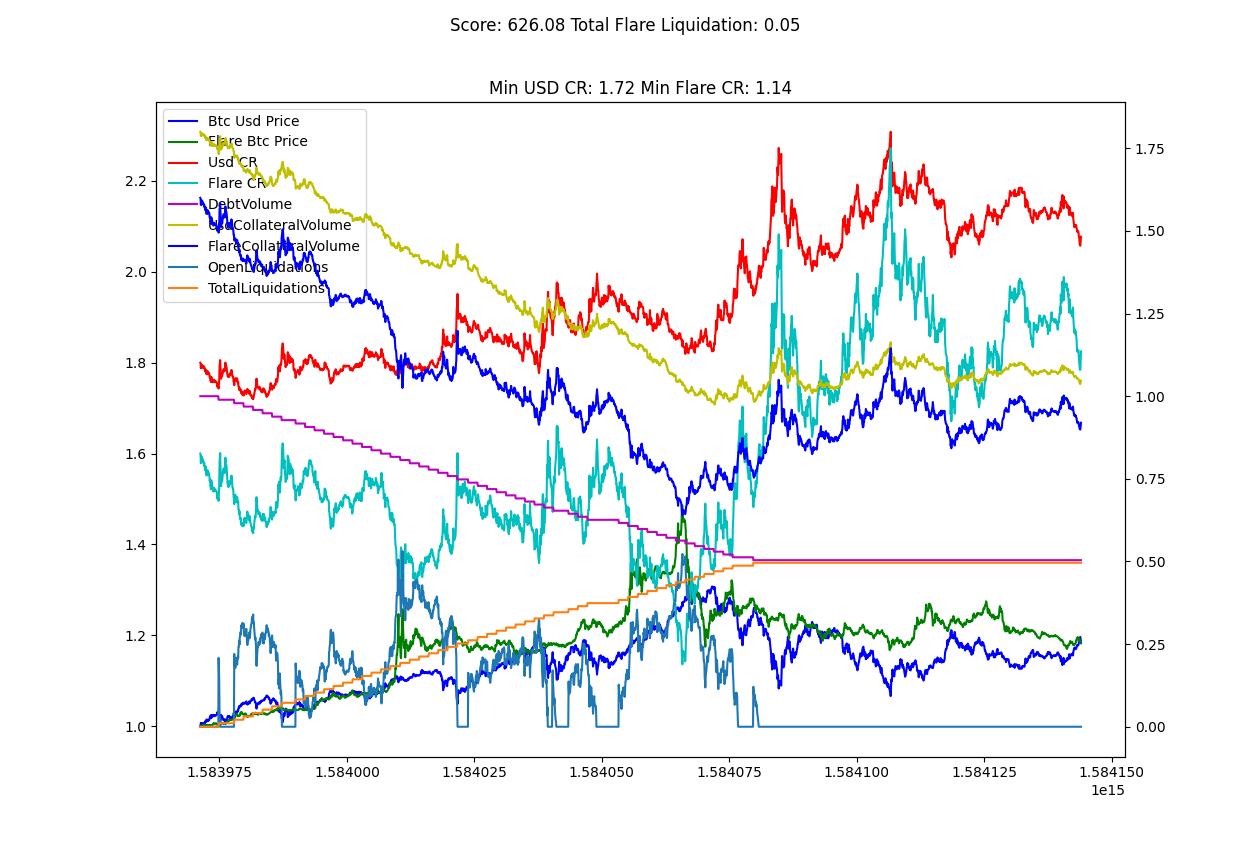 Score: 626.08 Total Flare Liquidation: 0.05
Min USD CR: 1.72 Min Flare CR: 1.14
Btc Usd Price
Flare Btc Price
Usd CR
Flare CR
DebtVolume
UsdCollateralVolume
FlareCollateralVolume
OpenLiquidations
TotalLiquidations
2.2
2.0
1.8
1.6
1.4
1.2
1.0
1.75
1.50
1.25
1.00
0.75
0.50
0.25
0.00
1.583975 1.584000 1.584025 1.584050 1.584075 1.584100 1.584125 1.584150
1e15